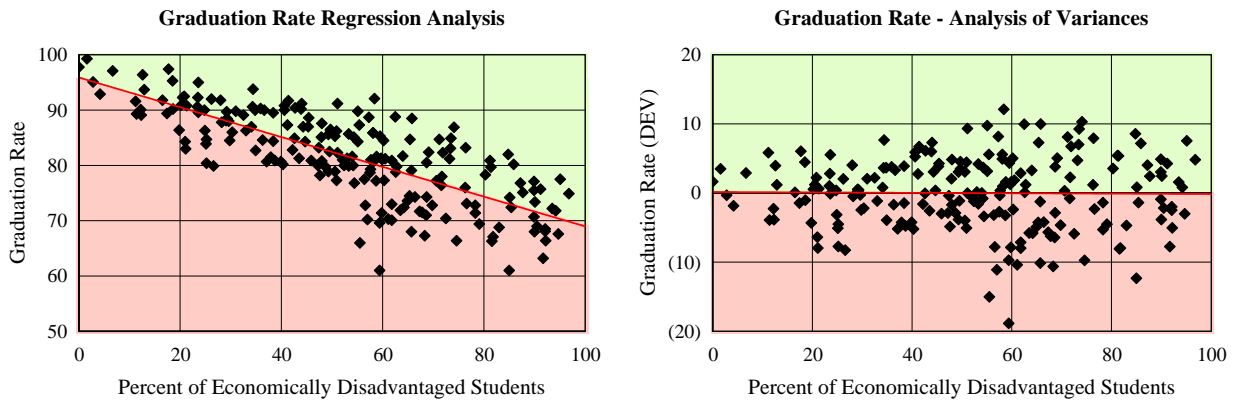 Graduation Rate Regression Analysis
Graduation Rate
100
90
80
70
60
50
0 20 40 60 80 100
Percent of Economically Disadvantaged Students
Graduation Rate - Analysis of Variances
Graduation Rate (DEV)
20
10
0
(10)
(20)
0 20 40 60 80 100
Percent of Economically Disadvantaged Students